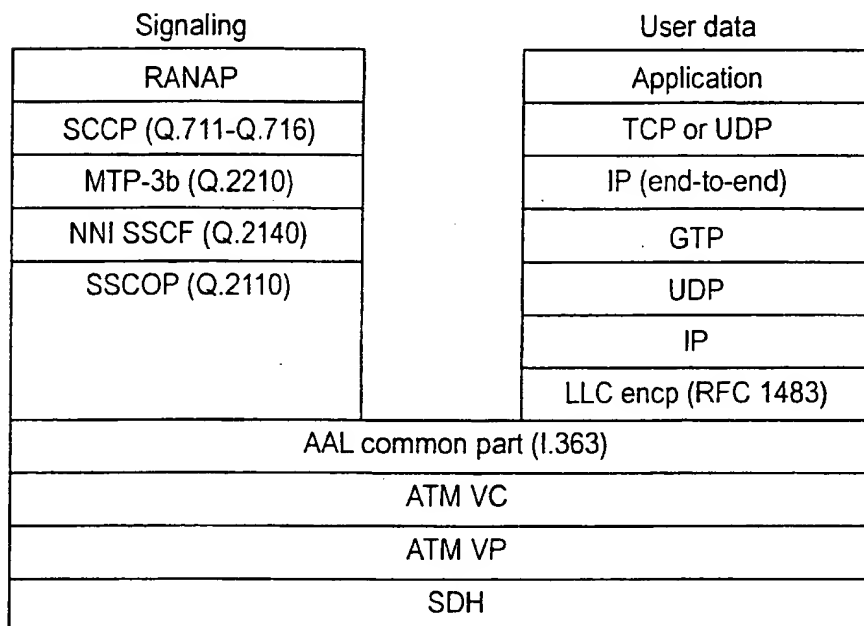 Signaling
RANAP
SCCP (Q.711-Q.716)
MTP-3b (Q.2210)
NNI SSCF (Q.2140)
SSCOP (Q.2110)
User data
Application
TCP or UDP
IP (end-to-end)
GTP
UDP
IP
LLC encp (RFC 1483)
AAL common part (I.363)
ATM VC
ATM VP
SDH